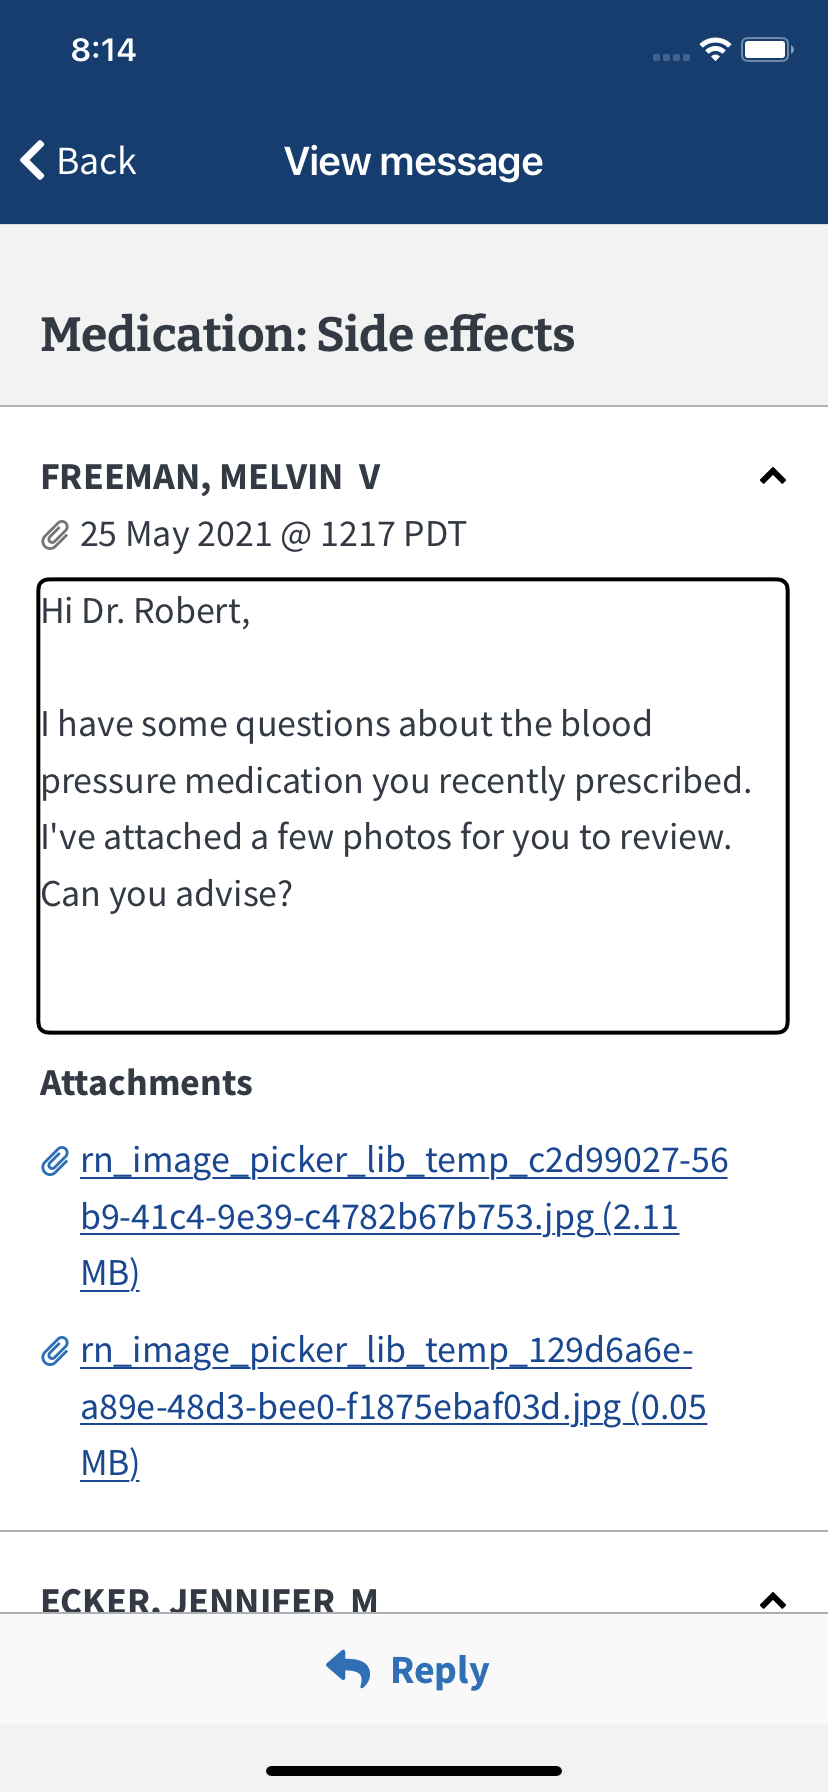 8:14
Back
View message
Medication: Side effects
FREEMAN, MELVIN  V
25 May 2021 @ 1217 PDT
Hi Dr. Robert,
I have some questions about the blood
pressure medication you recently prescribed.
I've attached a few photos for you to review.
Can you advise?
Attachments
rn_image_picker_lib_temp_c2d99027-56
b9-41c4-9e39-c4782b67b753.jpg (2.11
MB)
rn_image_picker_lib_temp_129d6a6e-
a89e-48d3-bee0-f1875ebaf03d.jpg (0.05
MB)
ECKER, JENNIFER  M
Reply